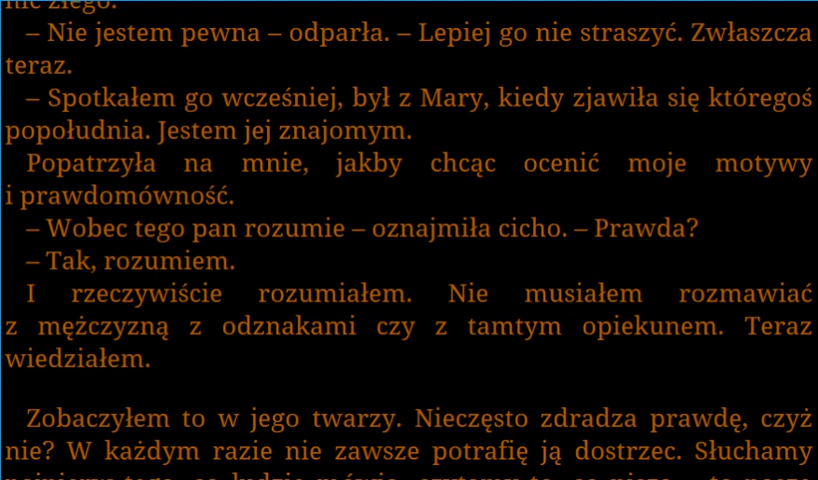 nic złego.
– Nie jestem pewna – odparła. – Lepiej go nie straszyć. Zwłaszcza
teraz.
– Spotkałem go wcześniej, był z Mary, kiedy zjawiła się któregoś
popołudnia. Jestem jej znajomym.
Popatrzyła na mnie, jakby chcąc ocenić moje motywy
i prawdomówność.
– Wobec tego pan rozumie – oznajmiła cicho. – Prawda?
– Tak, rozumiem.
I rzeczywiście rozumiałem. Nie musiałem rozmawiać
z mężczyzną z odznakami czy z tamtym opiekunem. Teraz
wiedziałem.
Zobaczyłem to w jego twarzy. Nieczęsto zdradza prawdę, czyż
nie? W każdym razie nie zawsze potrafię ją dostrzec. Słuchamy